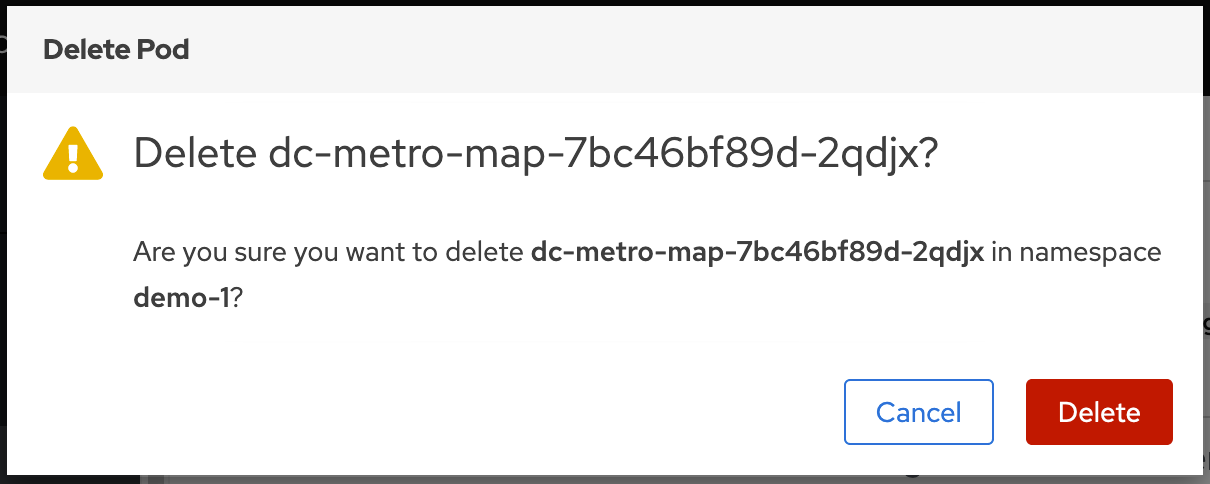 Delete Pod
Delete dc-metro-map-7bc46bf89d-2qdjx?
Are you sure you want to delete dc-metro-map-7bc46bf89d-2qdjx in namespace
demo-1?
Cancel
Delete